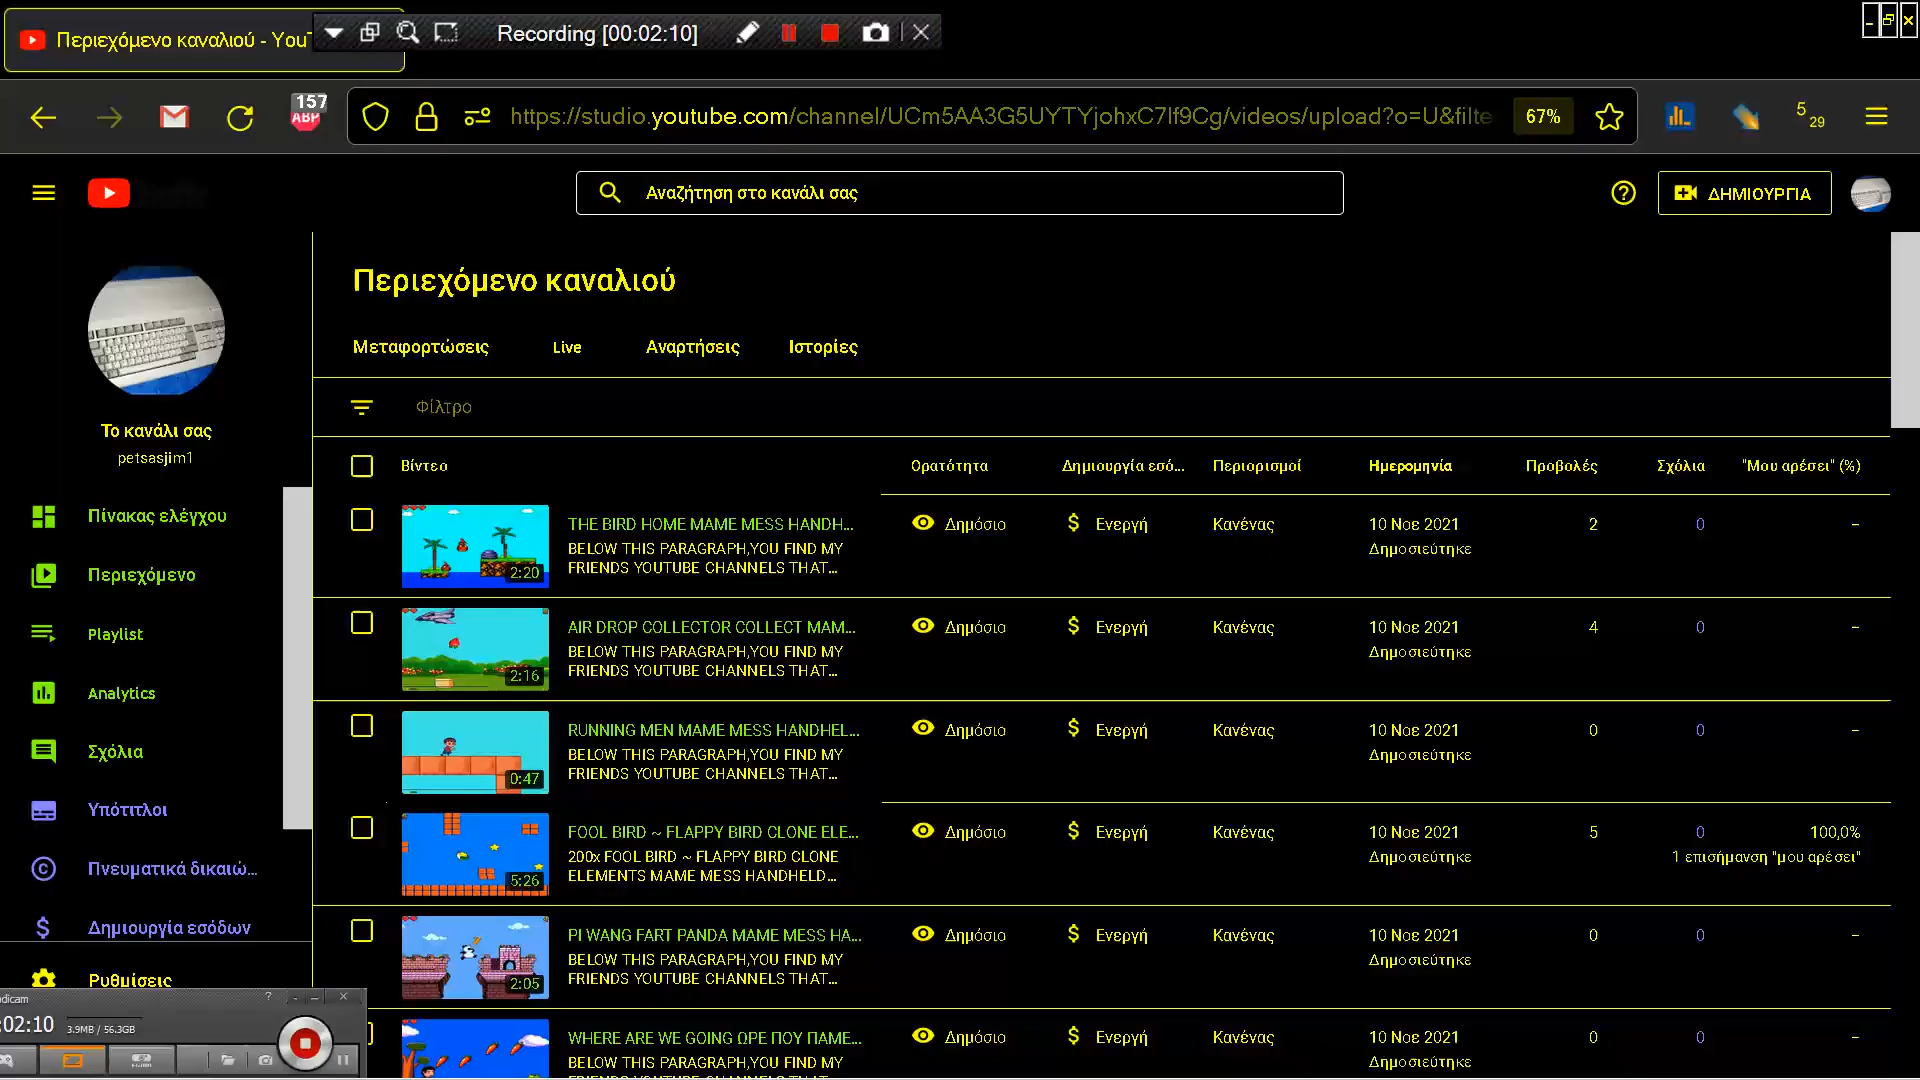 Περιεχόμενο καναλιού - YouT
Recording [00:02:10]
157
ABP
https://studio.youtube.com/channel/UCm5AA3G5UYTYjohxC7lf9Cg/videos/upload?o=U&filte
67%
5
29
Αναζήτηση στο κανάλι σας
ΔΗΜΙΟΥΡΓΙΑ
Το κανάλι σας
petsasjim1
Πίνακας ελέγχου
Περιεχόμενο
Playlist
Analytics
Σχόλια
Υπότιτλοι
Πνευματικά δικαιώ...
Δημιουργία εσόδων
Ρυθμίσεις
Περιεχόμενο καναλιού
Μεταφορτώσεις Live Αναρτήσεις Ιστορίες
Φίλτρο
Βίντεο Ορατότητα Δημιουργία εσό... Περιορισμοί Ημερομηνία Προβολές Σχόλια "Μου αρέσει" (%)
THE BIRD HOME MAME MESS HANDH... Δημόσιο Ενεργή Κανένας 10 Νοε 2021 2 0 –
BELOW THIS PARAGRAPH,YOU FIND MY Δημοσιεύτηκε
FRIENDS YOUTUBE CHANNELS THAT...
2:20
AIR DROP COLLECTOR COLLECT MAM... Δημόσιο Ενεργή Κανένας 10 Νοε 2021 4 0 –
BELOW THIS PARAGRAPH,YOU FIND MY Δημοσιεύτηκε
FRIENDS YOUTUBE CHANNELS THAT...
2:16
RUNNING MEN MAME MESS HANDHEL... Δημόσιο Ενεργή Κανένας 10 Νοε 2021 0 0 –
BELOW THIS PARAGRAPH,YOU FIND MY Δημοσιεύτηκε
FRIENDS YOUTUBE CHANNELS THAT...
0:47
FOOL BIRD ~ FLAPPY BIRD CLONE ELE... Δημόσιο Ενεργή Κανένας 10 Νοε 2021 5 0 100,0%
200x FOOL BIRD ~ FLAPPY BIRD CLONE Δημοσιεύτηκε 1 επισήμανση "μου αρέσει"
ELEMENTS MAME MESS HANDHELD...
5:26
PI WANG FART PANDA MAME MESS HA... Δημόσιο Ενεργή Κανένας 10 Νοε 2021 0 0 –
BELOW THIS PARAGRAPH,YOU FIND MY Δημοσιεύτηκε
FRIENDS YOUTUBE CHANNELS THAT...
2:05
WHERE ARE WE GOING ΩΡΕ ΠΟΥ ΠΑΜΕ... Δημόσιο Ενεργή Κανένας 10 Νοε 2021 0 0 –
BELOW THIS PARAGRAPH,YOU FIND MY Δημοσιεύτηκε
FRIENDS YOUTUBE CHANNELS THAT...
dicam
:02:10 3.9MB / 56.3GB